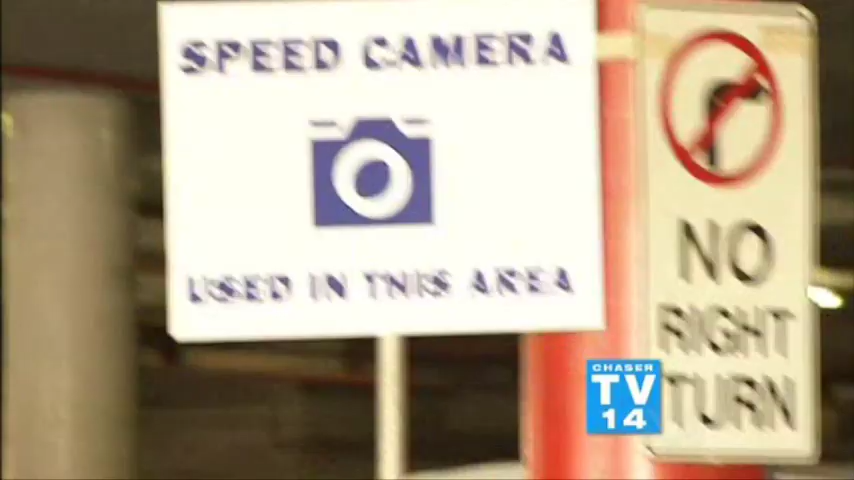 SPEED CAMERA
USED IN THIS AREA
NO
RIGHT
TURN
CHASER
TV
14